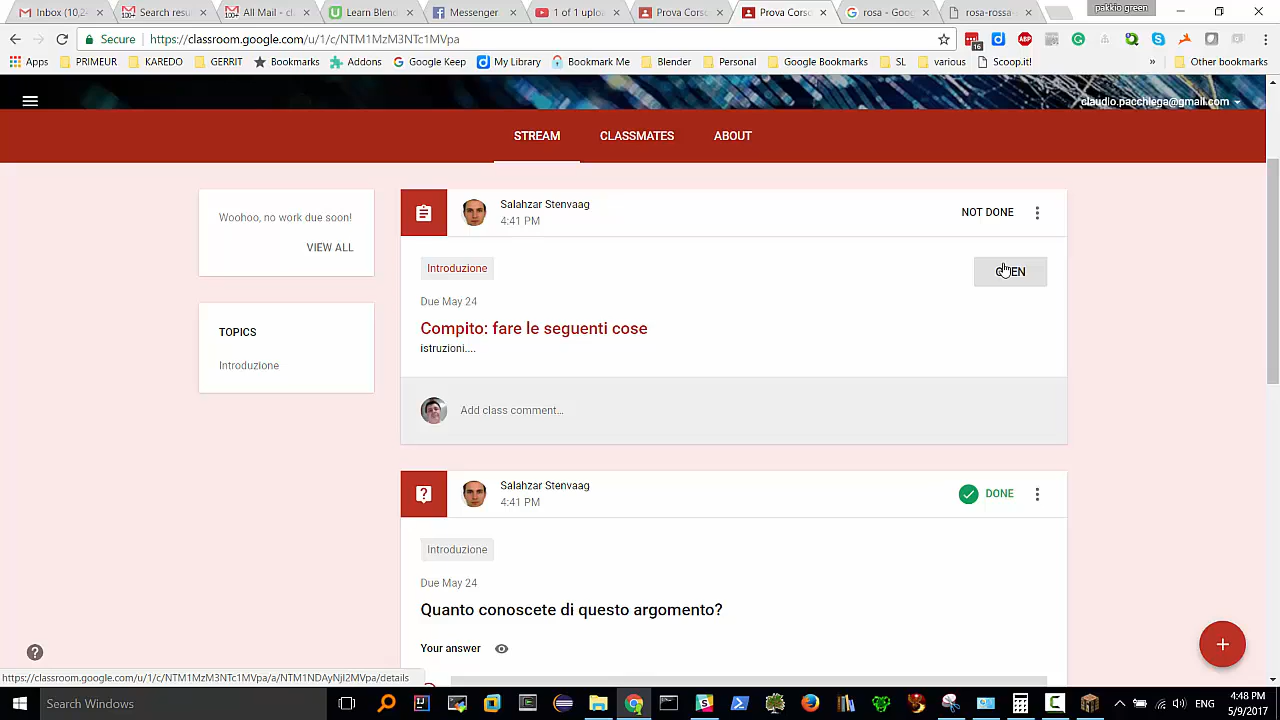 Inbox (10,24
Search resu
All Mail - c
Learn Blend
Messenger
1 of 1 uplo
Prova Cors
Prova Corso
rosa - Goog
rosa-rossa
pakkio green
Secure
https://classroom.google.com/u/1/c/NTM1MzM3NTc1MVpa
16
ABP
Apps
PRIMEUR
KAREDO
GERRIT
Bookmarks
Addons
Google Keep
My Library
Bookmark Me
Blender
Personal
Google Bookmarks
SL
various
Scoop.it!
»
Other bookmarks
claudio.pacchiega@gmail.com
STREAM
CLASSMATES
ABOUT
Woohoo, no work due soon!
VIEW ALL
TOPICS
Introduzione
Salahzar Stenvaag
4:41 PM
NOT DONE
Introduzione
OPEN
Due May 24
Compito: fare le seguenti cose
istruzioni....
Add class comment...
Salahzar Stenvaag
4:41 PM
DONE
Introduzione
Due May 24
Quanto conoscete di questo argomento?
Your answer
https://classroom.google.com/u/1/c/NTM1MzM3NTc1MVpa/a/NTM1NDAyNjI2MVpa/details
Search Windows
ENG
4:48 PM
5/9/2017